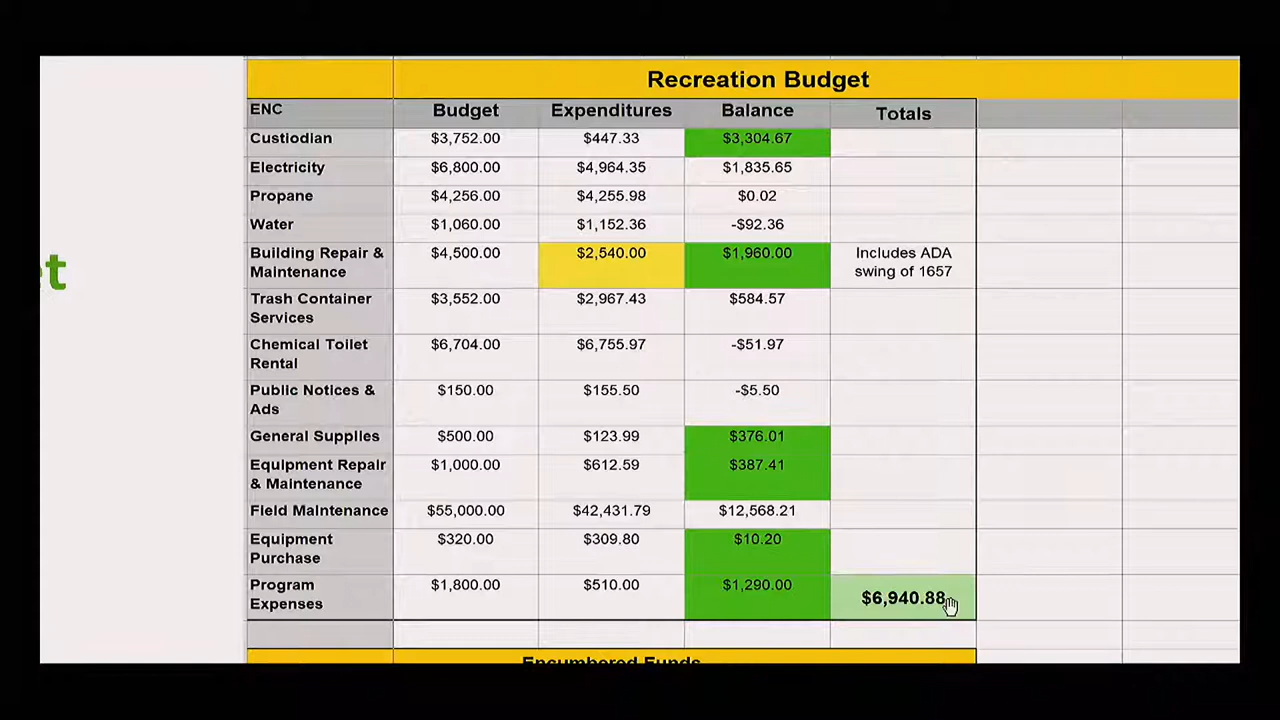 Recreation Budget
ENC Budget Expenditures Balance Totals
Custiodian $3,752.00 $447.33 $3,304.67
Electricity $6,800.00 $4,964.35 $1,835.65
Propane $4,256.00 $4,255.98 $0.02
Water $1,060.00 $1,152.36 -$92.36
Building Repair & $4,500.00 $2,540.00 $1,960.00 Includes ADA
Maintenance swing of 1657
Trash Container $3,552.00 $2,967.43 $584.57
Services
Chemical Toilet $6,704.00 $6,755.97 -$51.97
Rental
Public Notices & $150.00 $155.50 -$5.50
Ads
General Supplies $500.00 $123.99 $376.01
Equipment Repair $1,000.00 $612.59 $387.41
& Maintenance
Field Maintenance $55,000.00 $42,431.79 $12,568.21
Equipment $320.00 $309.80 $10.20
Purchase
Program $1,800.00 $510.00 $1,290.00 $6,940.88
Expenses
Encumbered Funds